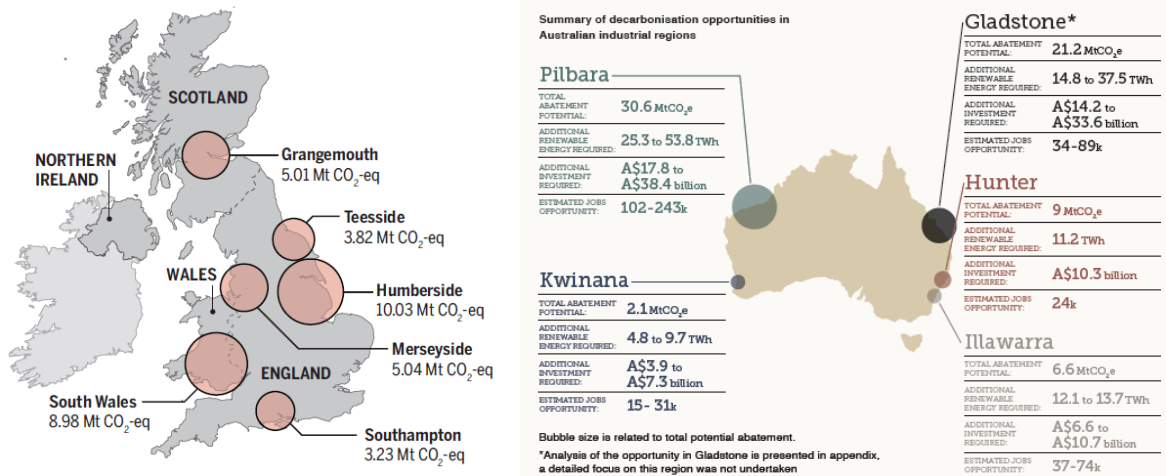 SCOTLAND
NORTHERN
IRELAND
Grangemouth
5.01 Mt CO₂-eq
Teesside
3.82 Mt CO₂-eq
WALES
Humberside
10.03 Mt CO₂-eq
Merseyside
5.04 Mt CO₂-eq
ENGLAND
South Wales
8.98 Mt CO₂-eq
Southampton
3.23 Mt CO₂-eq
Summary of decarbonisation opportunities in
Australian industrial regions
Pilbara
TOTAL
ABATEMENT
POTENTIAL:
30.6 MtCO₂e
ADDITIONAL
RENEWABLE
ENERGY REQUIRED:
25.3 to 53.8 TWh
ADDITIONAL
INVESTMENT
REQUIRED:
A$17.8 to
A$38.4 billion
ESTIMATED JOBS
OPPORTUNITY:
102-243k
Kwinana
TOTAL ABATEMENT
POTENTIAL:
2.1 MtCO₂e
ADDITIONAL
RENEWABLE
ENERGY REQUIRED:
4.8 to 9.7 TWh
ADDITIONAL
INVESTMENT
REQUIRED:
A$3.9 to
A$7.3 billion
ESTIMATED JOBS
OPPORTUNITY:
15- 31k
Bubble size is related to total potential abatement.
*Analysis of the opportunity in Gladstone is presented in appendix,
a detailed focus on this region was not undertaken
Gladstone*
TOTAL ABATEMENT
POTENTIAL:
21.2 MtCO₂e
ADDITIONAL
RENEWABLE
ENERGY REQUIRED:
14.8 to 37.5 TWh
ADDITIONAL
INVESTMENT
REQUIRED:
A$14.2 to
A$33.6 billion
ESTIMATED JOBS
OPPORTUNITY:
34-89k
Hunter
TOTAL ABATEMENT
POTENTIAL:
9 MtCO₂e
ADDITIONAL
RENEWABLE
ENERGY REQUIRED:
11.2 TWh
ADDITIONAL
INVESTMENT
REQUIRED:
A$10.3 billion
ESTIMATED JOBS
OPPORTUNITY:
24k
Illawarra
TOTAL ABATEMENT
POTENTIAL:
6.6 MtCO₂e
ADDITIONAL
RENEWABLE
ENERGY REQUIRED:
12.1 to 13.7 TWh
ADDITIONAL
INVESTMENT
REQUIRED:
A$6.6 to
A$10.7 billion
ESTIMATED JOBS
OPPORTUNITY:
37-74k